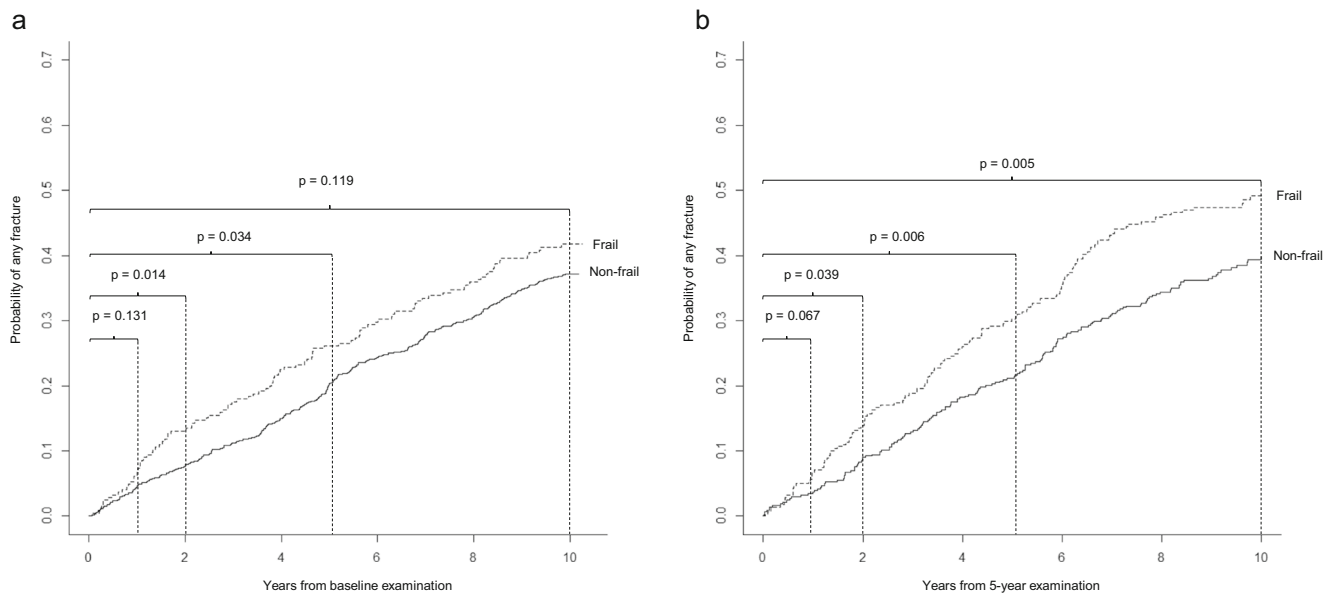 a
0.7
0.6
0.5
0.4
0.3
0.2
0.1
0.0
Probability of any fracture
p = 0.119
p = 0.034
p = 0.014
p = 0.131
Frail
Non-frail
0 2 4 6 8 10
Years from baseline examination
b
0.7
0.6
0.5
0.4
0.3
0.2
0.1
0.0
Probability of any fracture
p = 0.005
p = 0.006
p = 0.039
p = 0.067
Frail
Non-frail
0 2 4 6 8 10
Years from 5-year examination